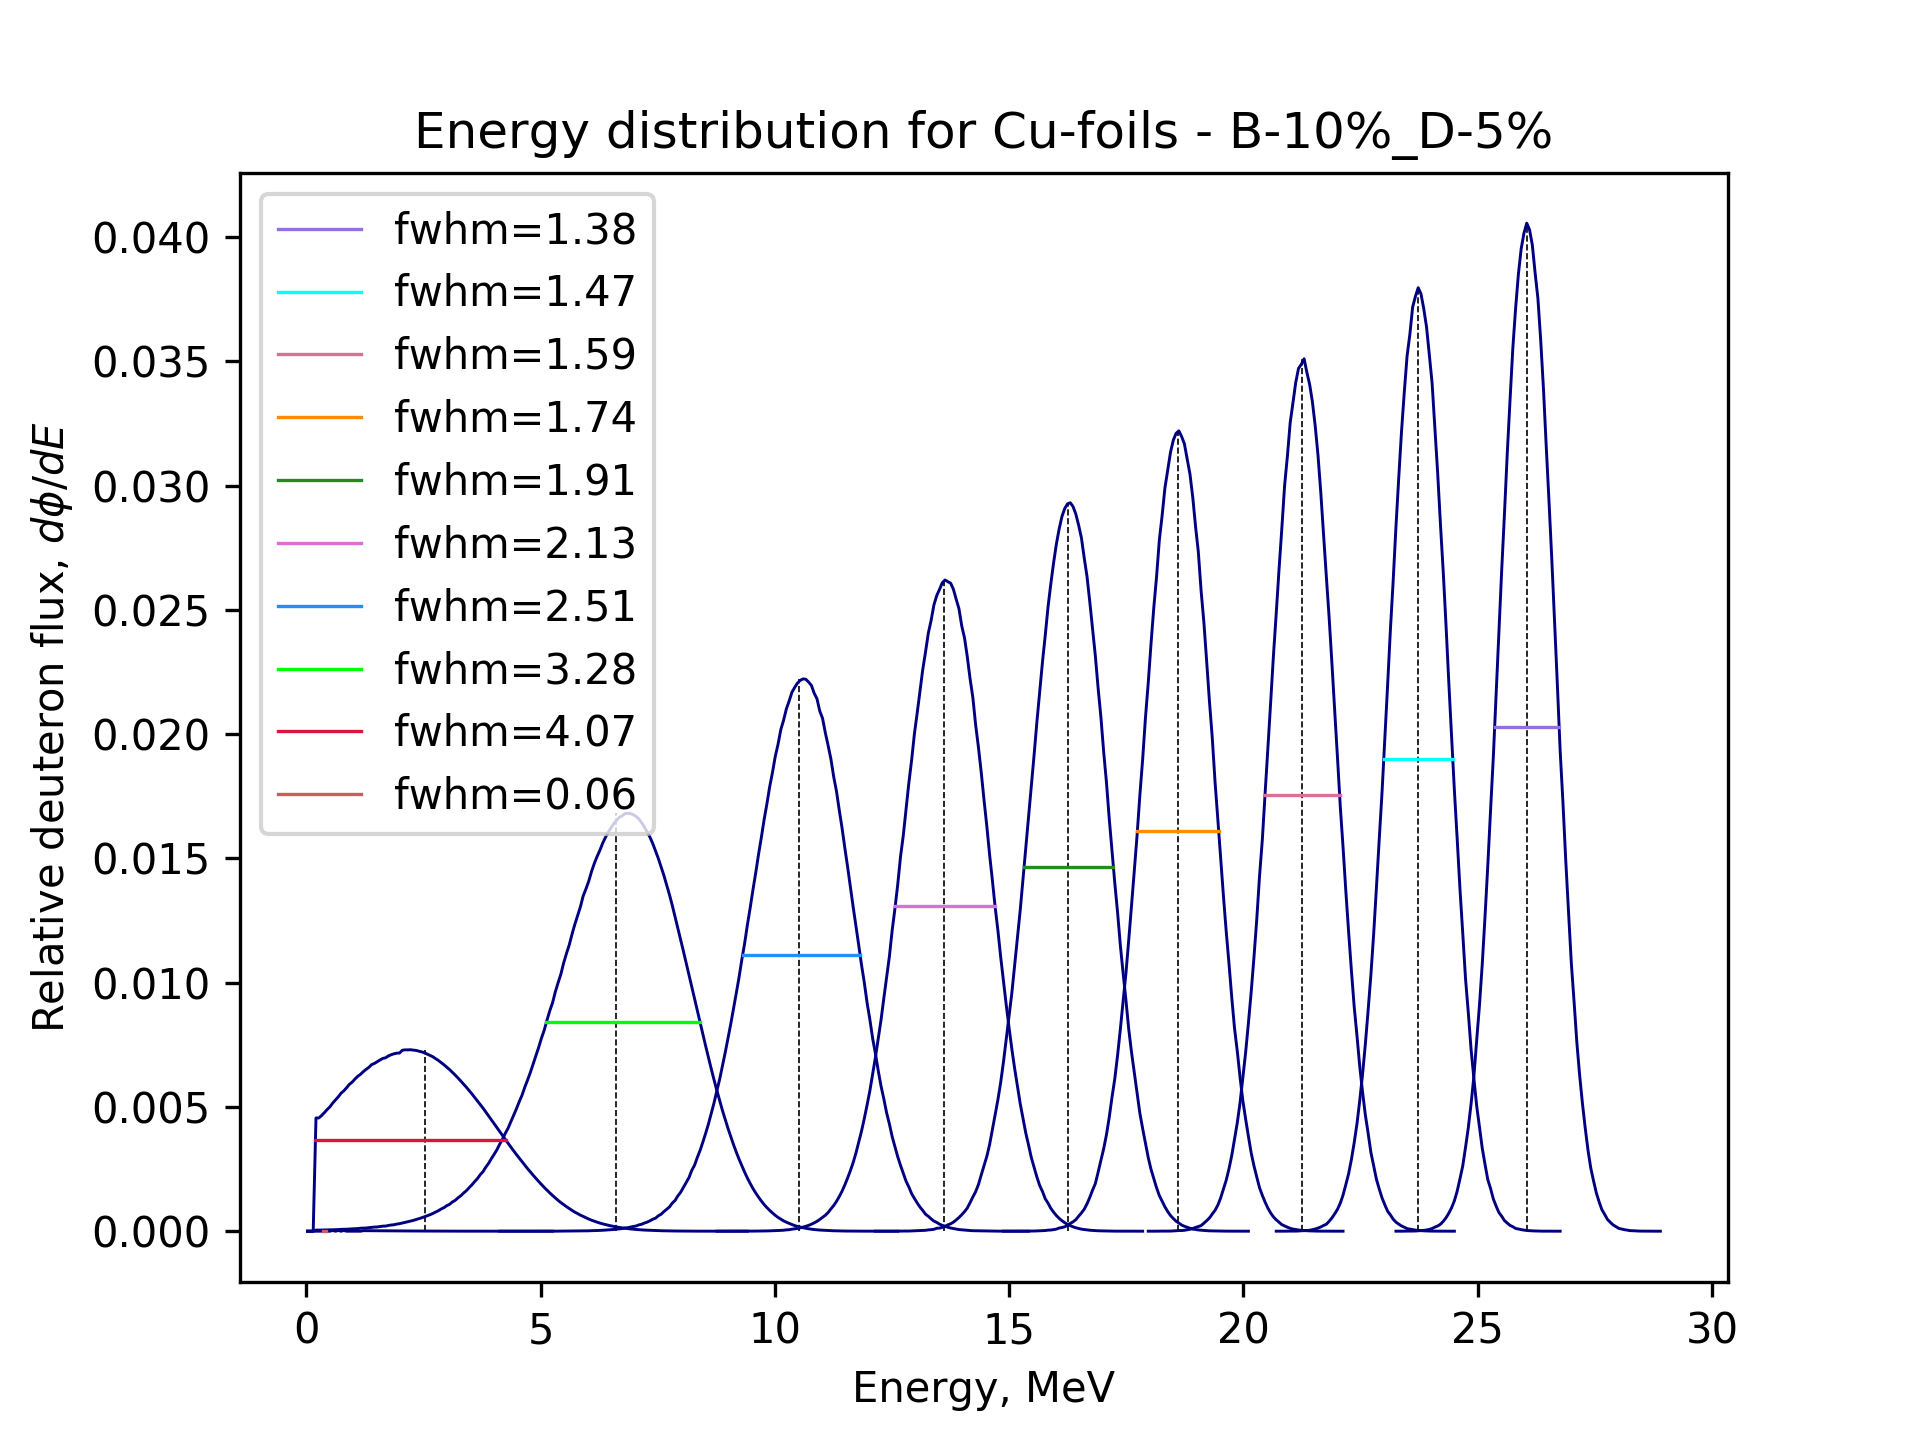 Energy distribution for Cu-foils - B-10%_D-5%
fwhm=1.38
fwhm=1.47
fwhm=1.59
fwhm=1.74
fwhm=1.91
fwhm=2.13
fwhm=2.51
fwhm=3.28
fwhm=4.07
fwhm=0.06
Relative deuteron flux, dϕ/dE
0.040
0.035
0.030
0.025
0.020
0.015
0.010
0.005
0.000
0 5 10 15 20 25 30
Energy, MeV